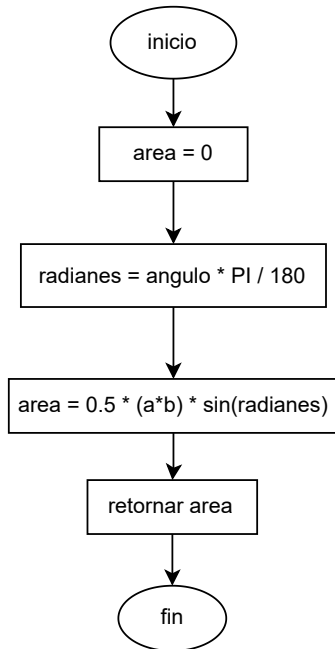 inicio
area = 0
radianes = angulo * PI / 180
area = 0.5 * (a*b) * sin(radianes)
retornar area
fin